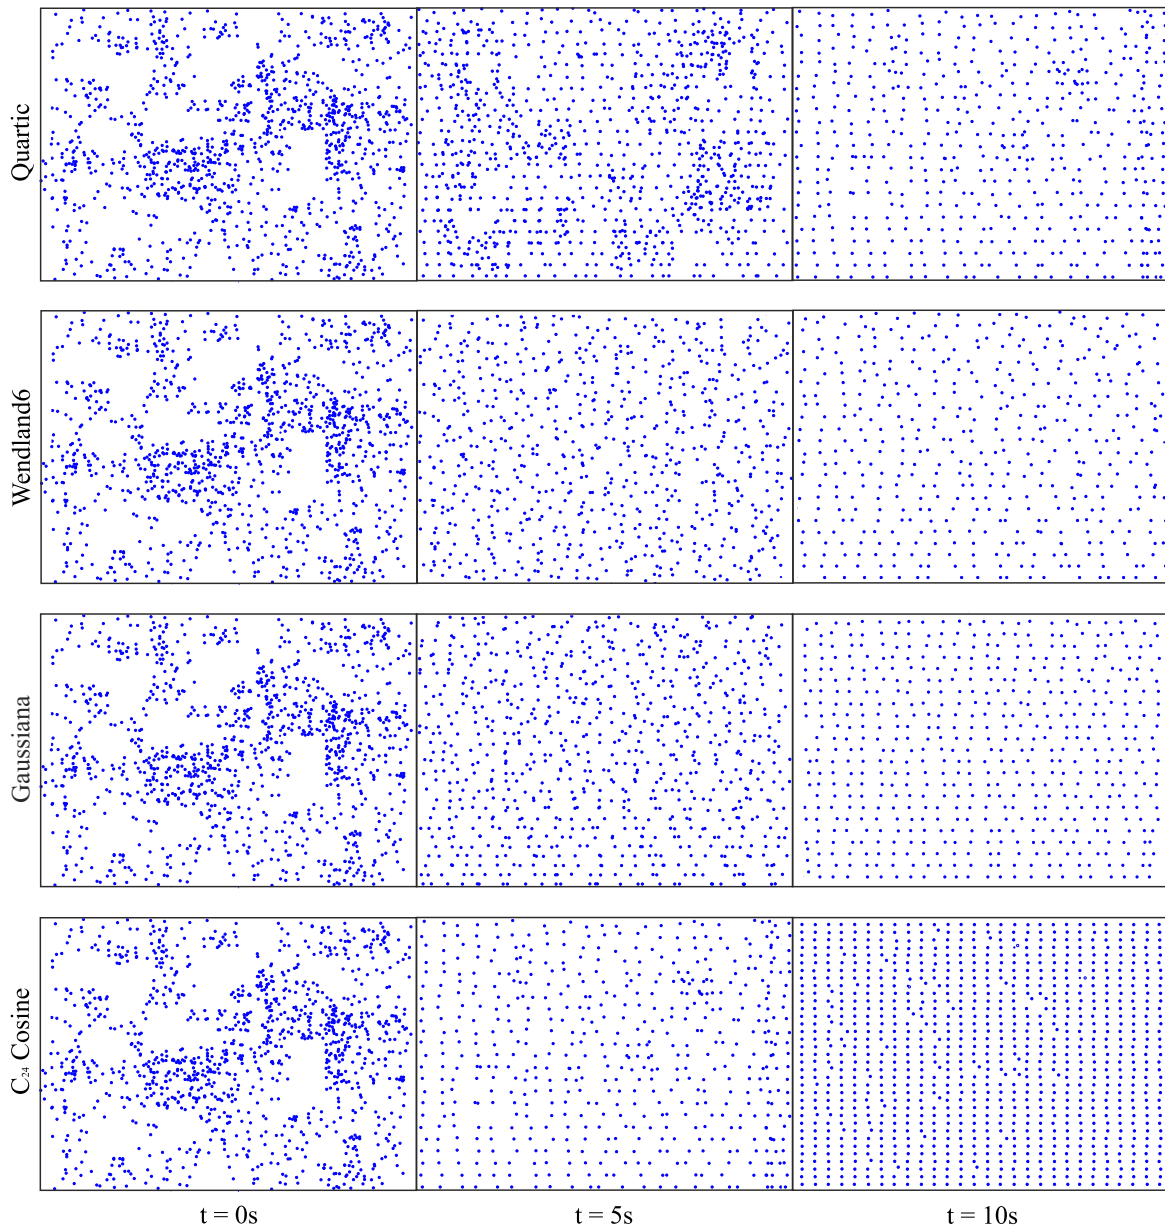 Quartic
Wendland6
Gaussiana
C₂₄ Cosine
t = 0s
t = 5s
t = 10s